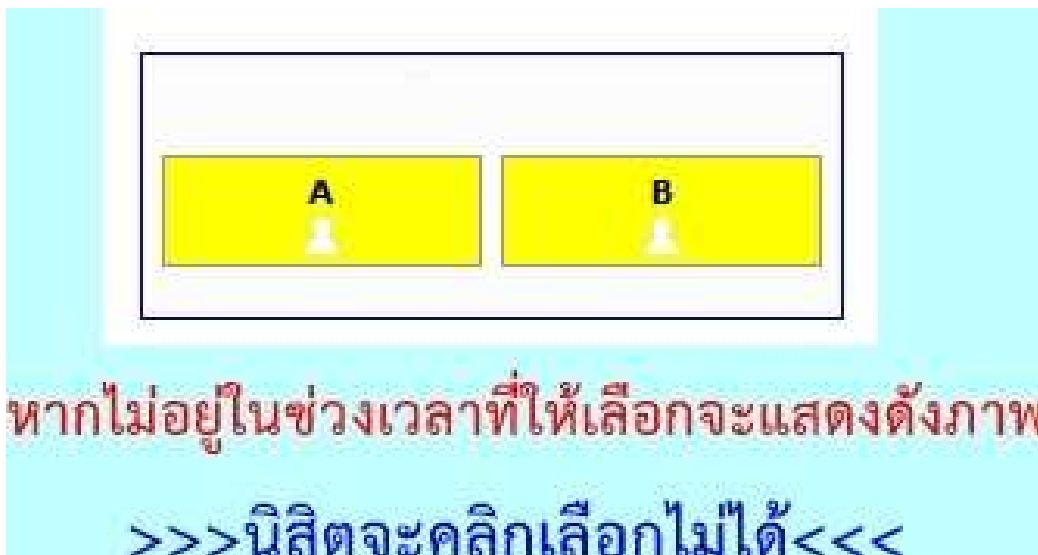 A B
หากไม่อยู่ในช่วงเวลาที่ให้เลือกจะแสดงดังภาพ
>>>นิสิตจะคลิกเลือกไม่ได้<<<